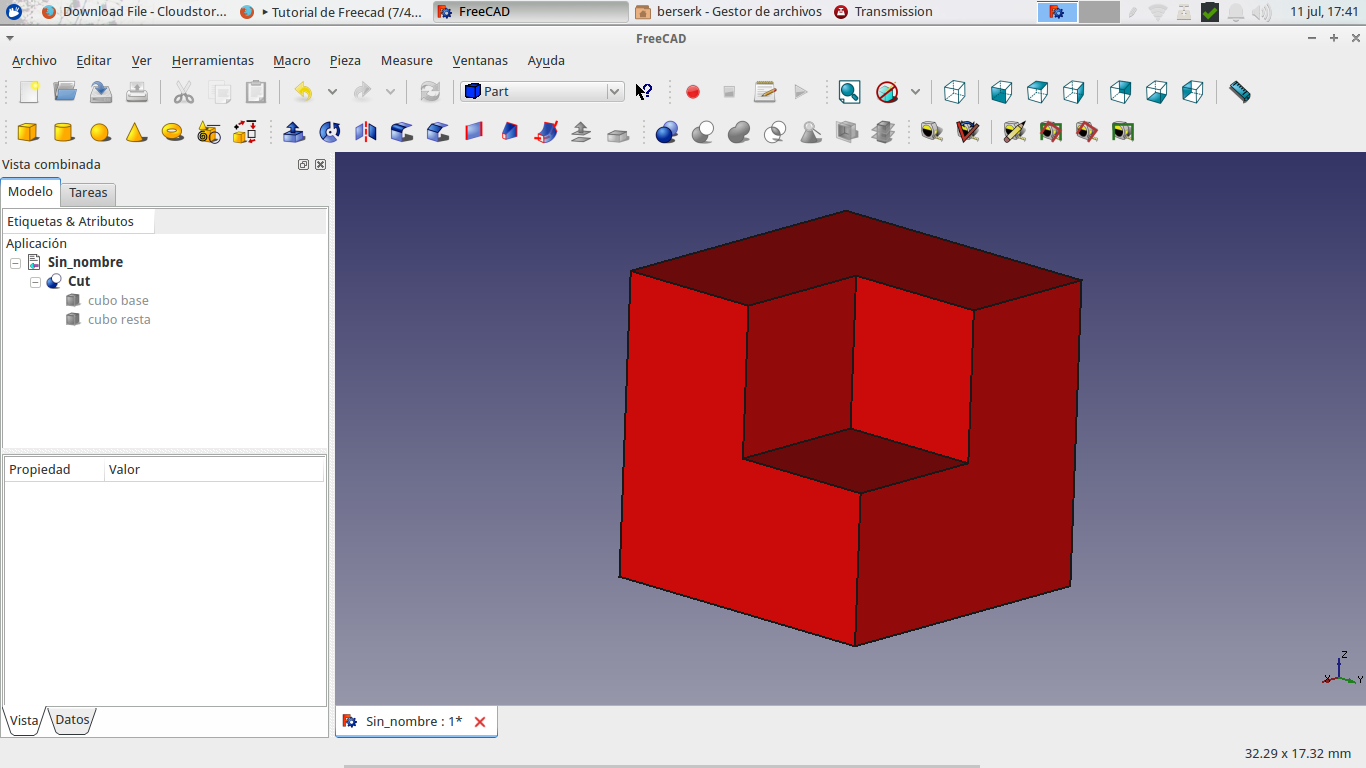 Download File - Cloudstor...
▸ Tutorial de Freecad (7/4...
FreeCAD
berserk - Gestor de archivos
Transmission
11 jul, 17:41
FreeCAD
Archivo Editar Ver Herramientas Macro Pieza Measure Ventanas Ayuda
Part
Vista combinada
Modelo Tareas
Etiquetas & Atributos
Aplicación
Sin_nombre
Cut
cubo base
cubo resta
Propiedad Valor
Z
X Y
Vista Datos
Sin_nombre : 1*
32.29 x 17.32 mm